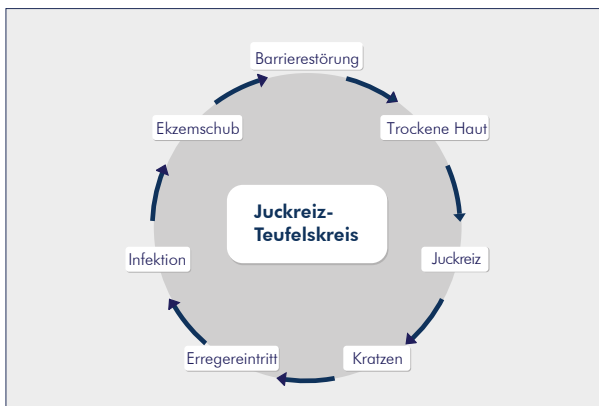 Barrierestörung
Trockene Haut
Juckreiz
Kratzen
Erregereintritt
Infektion
Ekzemschub
Juckreiz-
Teufelskreis